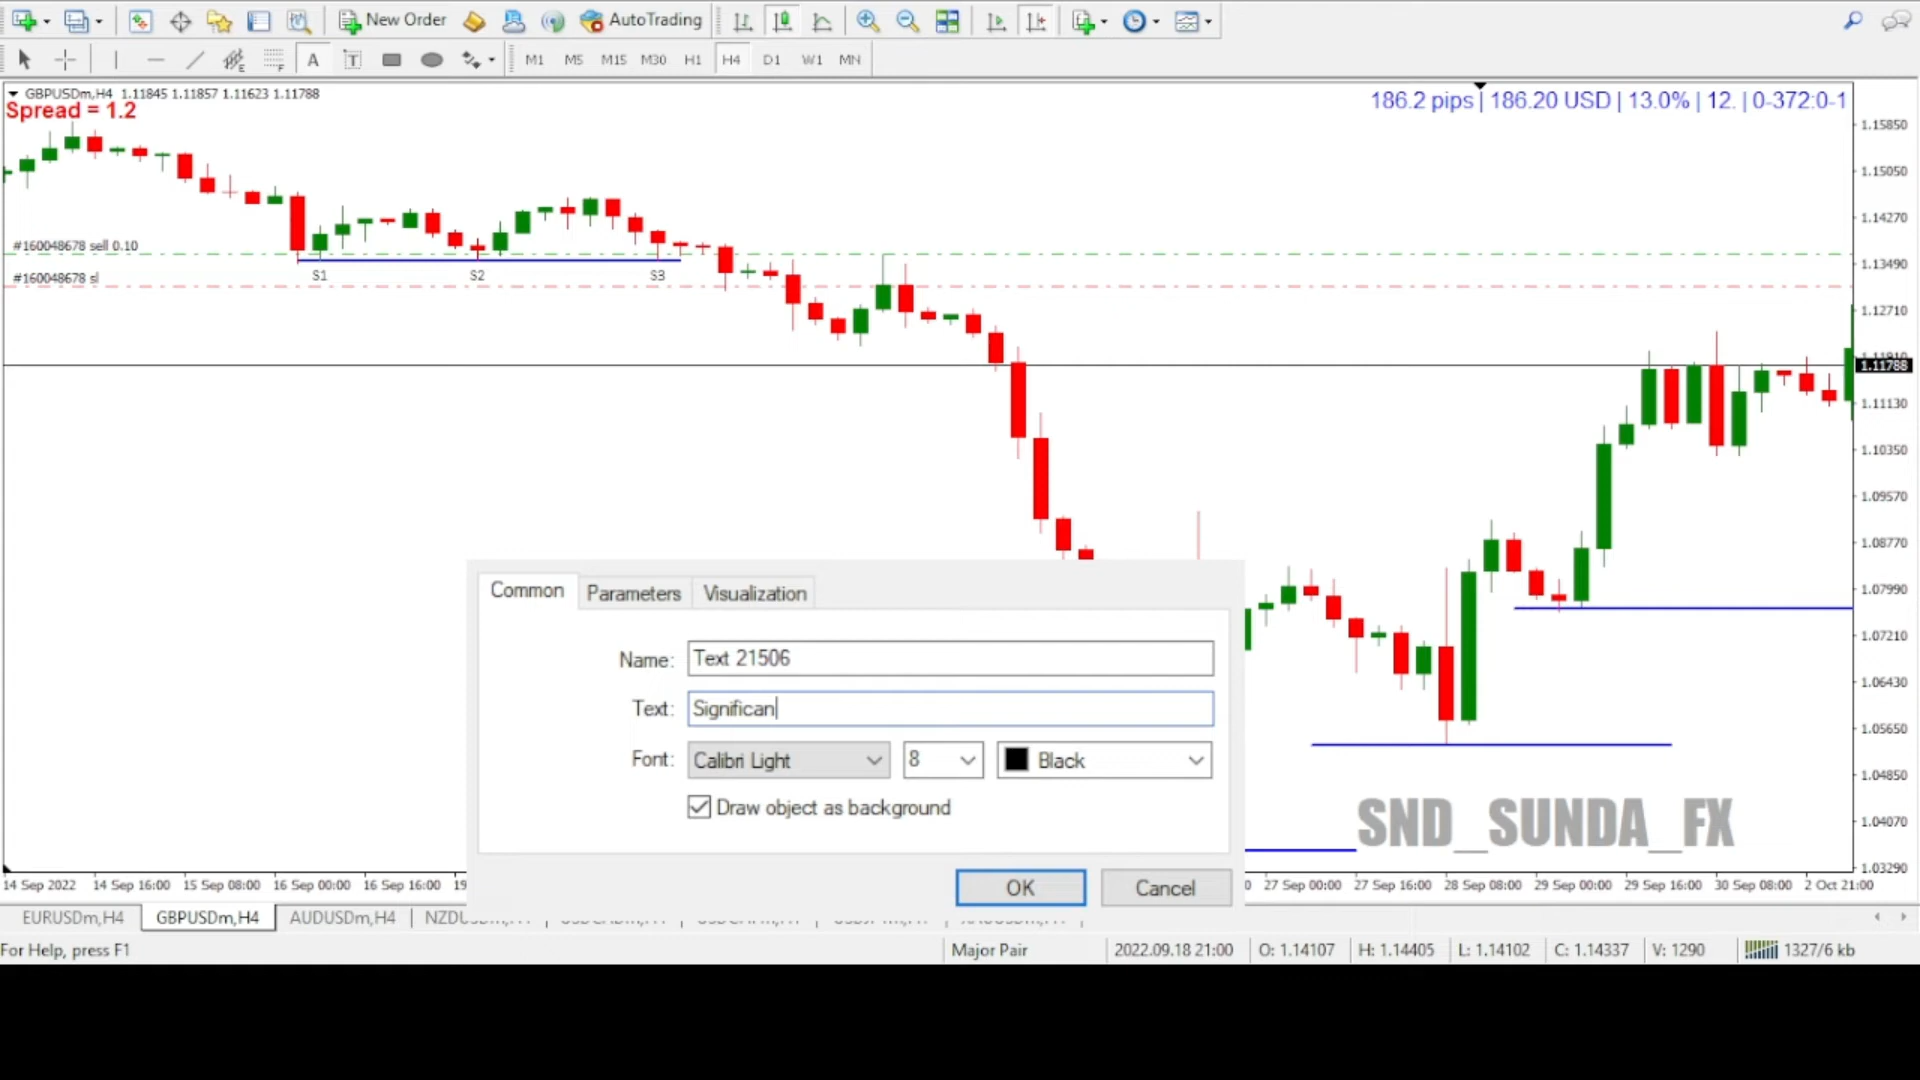 New Order
AutoTrading
A
T
M1 M5 M15 M30 H1 H4 D1 W1 MN
GBPUSDm,H4 1.11845 1.11857 1.11623 1.11788
Spread = 1.2
186.2 pips | 186.20 USD | 13.0% | 12. | 0-372:0-1
1.15850
1.15050
1.14270
#160048678 sell 0.10
1.13490
S1 S2 S3
#160048678 sl
1.12710
1.11788
1.11130
1.10350
1.09570
1.08770
1.07990
1.07210
1.06430
1.05650
1.04850
1.04070
1.03290
Common Parameters Visualization
Name: Text 21506
Text: Significan
Font: Calibri Light 8 Black
Draw object as background
OK Cancel
SND_SUNDA_FX
14 Sep 2022 14 Sep 16:00 15 Sep 08:00 16 Sep 00:00 16 Sep 16:00 19 27 Sep 00:00 27 Sep 16:00 28 Sep 08:00 29 Sep 00:00 29 Sep 16:00 30 Sep 08:00 2 Oct 21:00
EURUSDm,H4 GBPUSDm,H4 AUDUSDm,H4
For Help, press F1 Major Pair 2022.09.18 21:00 O: 1.14107 H: 1.14405 L: 1.14102 C: 1.14337 V: 1290 1327/6 kb